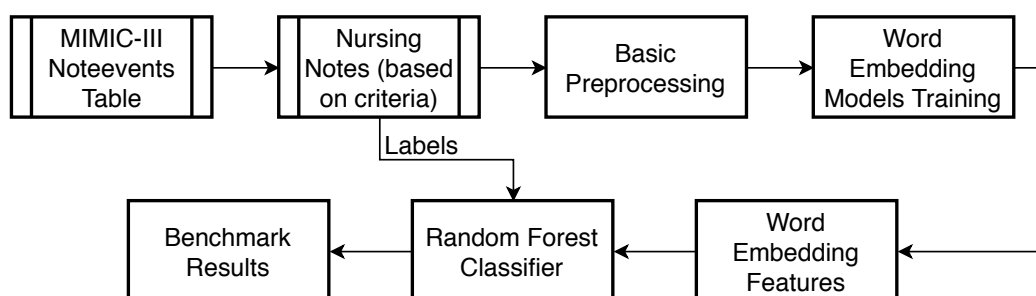 MIMIC-III
Noteevents
Table
Nursing
Notes (based
on criteria)
Basic
Preprocessing
Word
Embedding
Models Training
Labels
Benchmark
Results
Random Forest
Classifier
Word
Embedding
Features